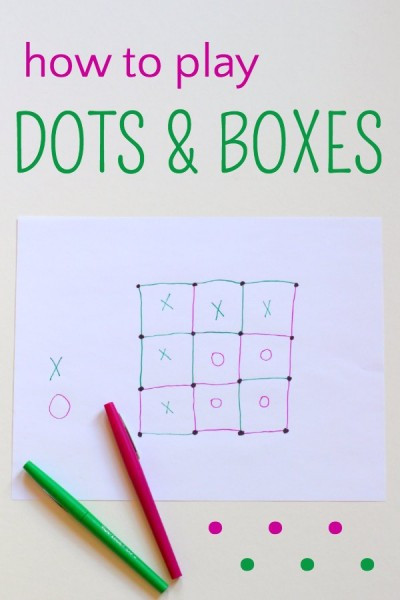 how to play
DOTS & BOXES
X X X
X O O
X
X O O
O